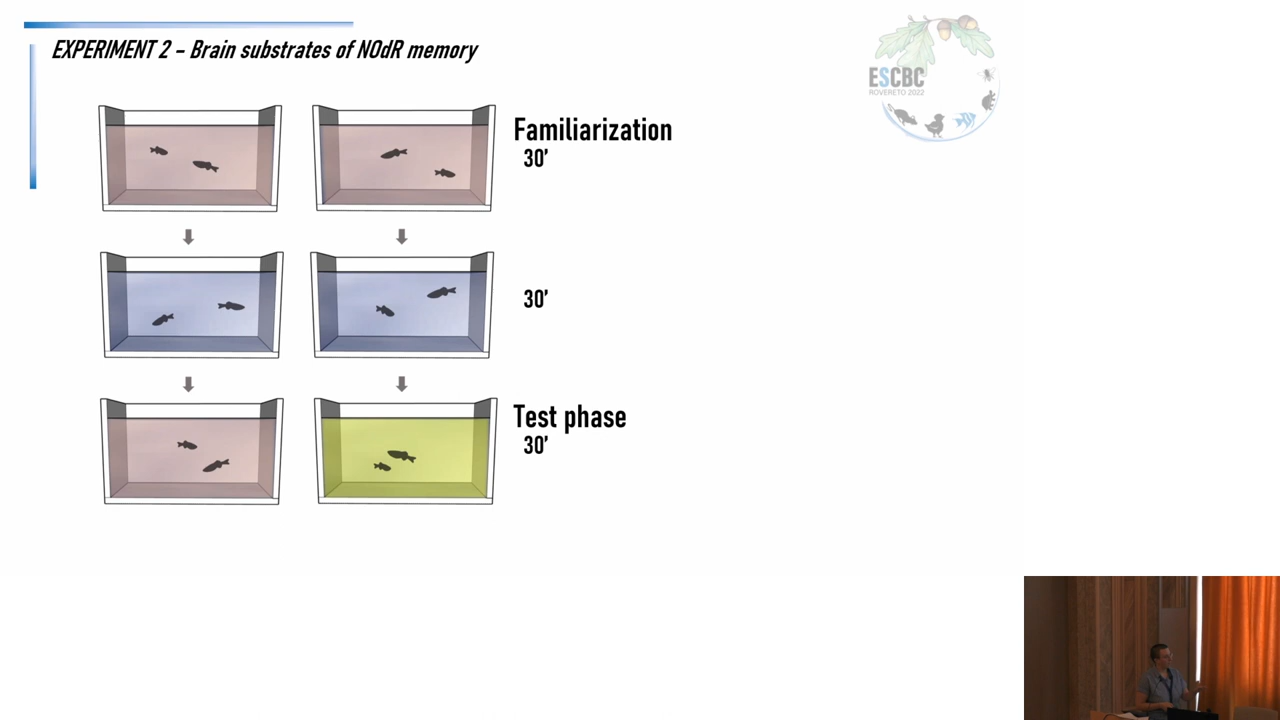 EXPERIMENT 2 – Brain substrates of NOdR memory
ESCBC
ROVERETO 2022
Familiarization
30'
30'
Test phase
30'